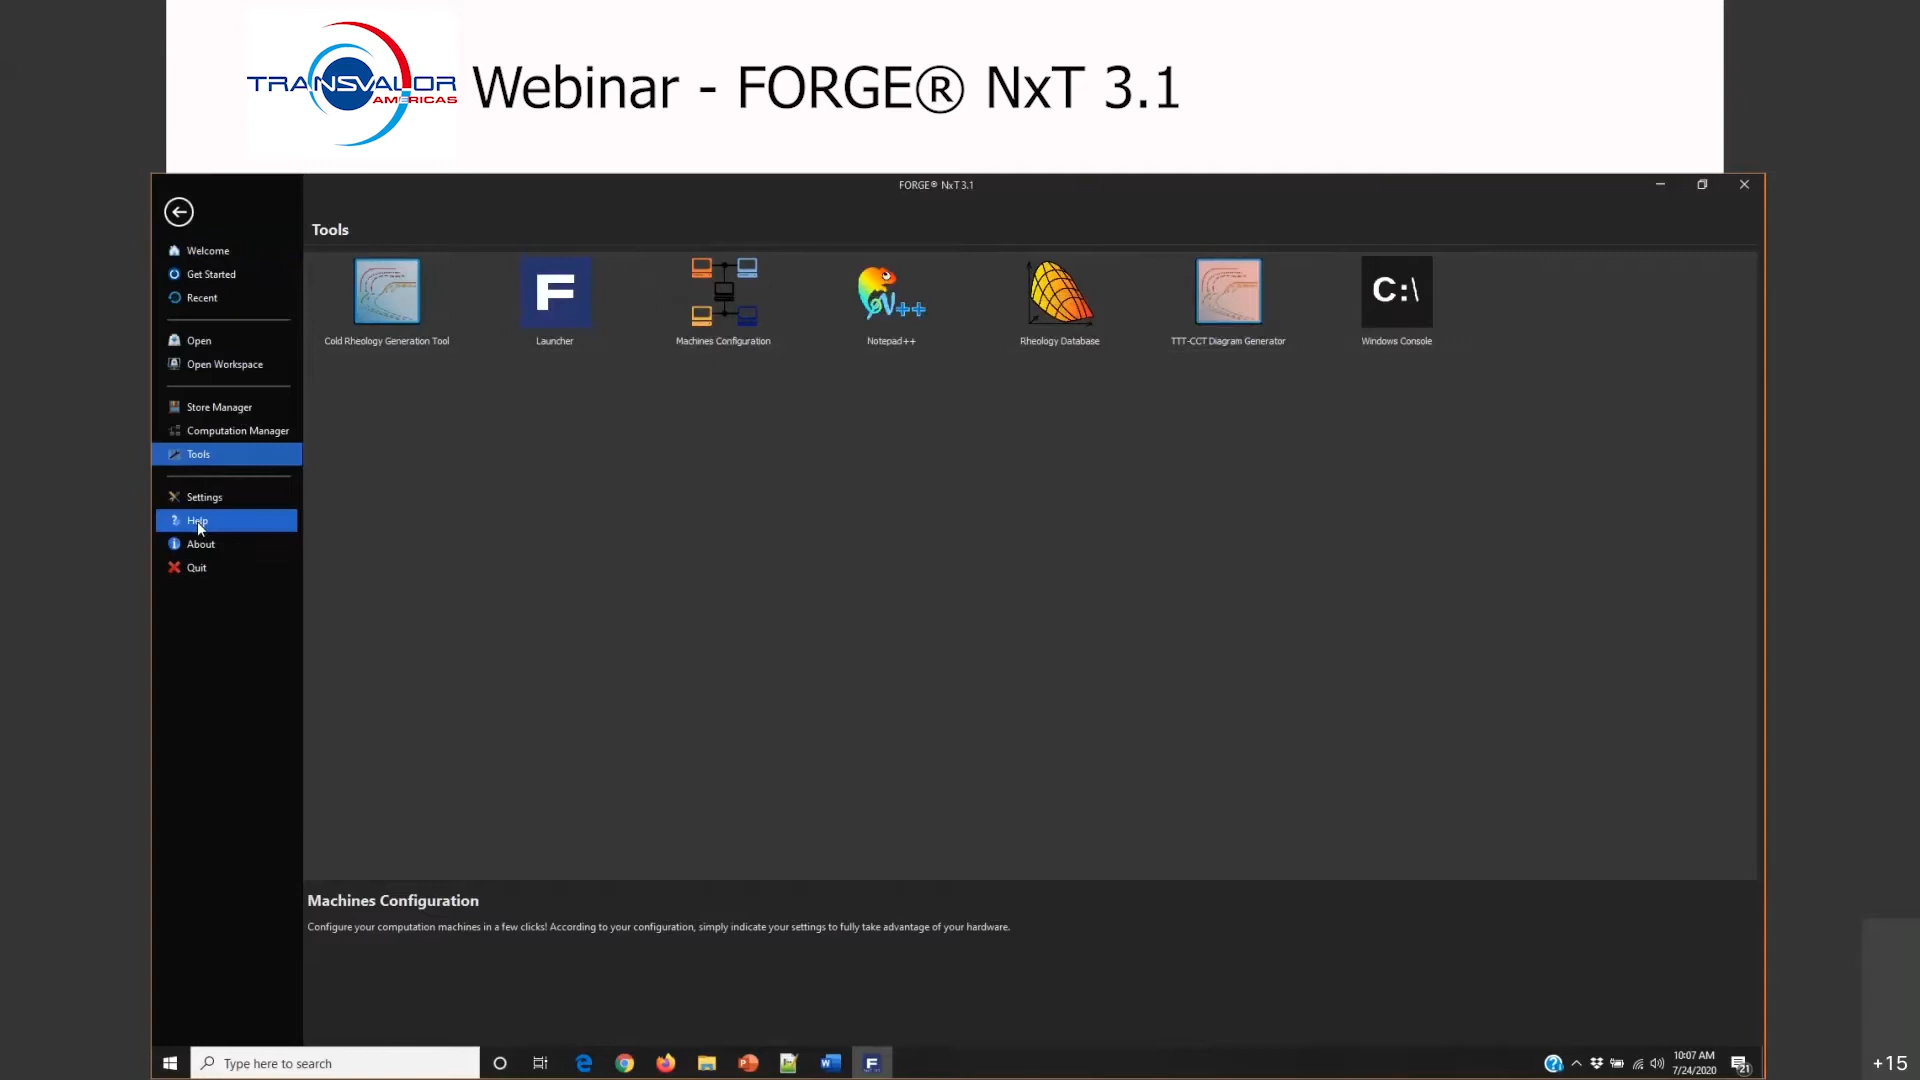 TRANSVALOR
AMERICAS
Webinar - FORGE® NxT 3.1
FORGE® NxT 3.1
Welcome
Get Started
Recent
Open
Open Workspace
Store Manager
Computation Manager
Tools
Settings
Help
About
Quit
Tools
F
C:\
N++
Cold Rheology Generation Tool
Launcher
Machines Configuration
Notepad++
Rheology Database
TTT-CCT Diagram Generator
Windows Console
Machines Configuration
Configure your computation machines in a few clicks! According to your configuration, simply indicate your settings to fully take advantage of your hardware.
Type here to search
10:07 AM
7/24/2020
21
+15